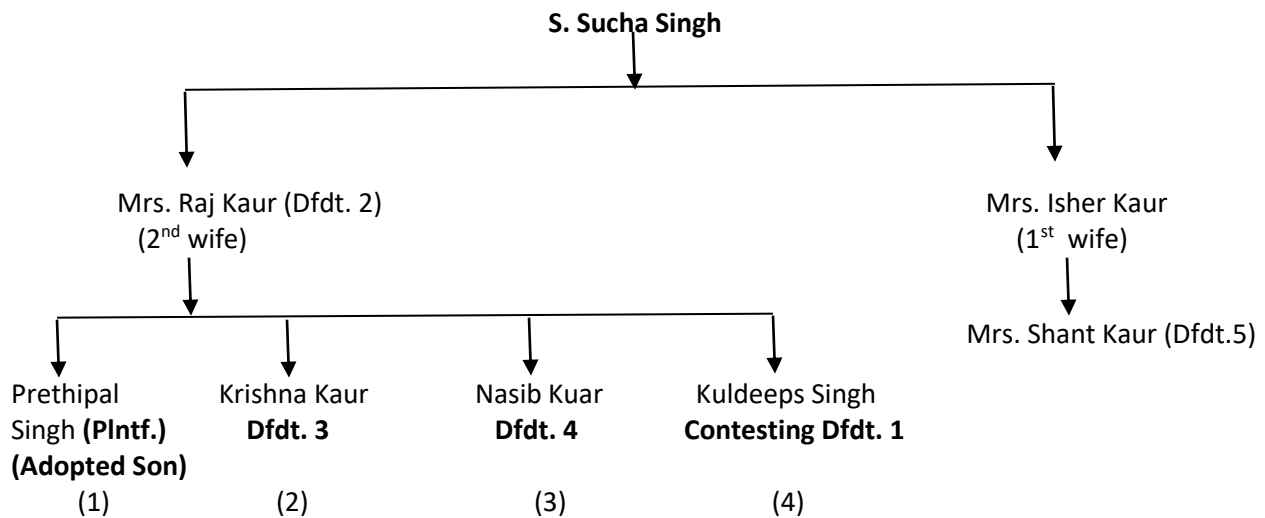 S. Sucha Singh
Mrs. Raj Kaur (Dfdt. 2)
(2nd wife)
Mrs. Isher Kaur
(1st wife)
Mrs. Shant Kaur (Dfdt.5)
Prethipal
Singh (Plntf.)
(Adopted Son)
(1)
Krishna Kaur
Dfdt. 3
(2)
Nasib Kuar
Dfdt. 4
(3)
Kuldeeps Singh
Contesting Dfdt. 1
(4)